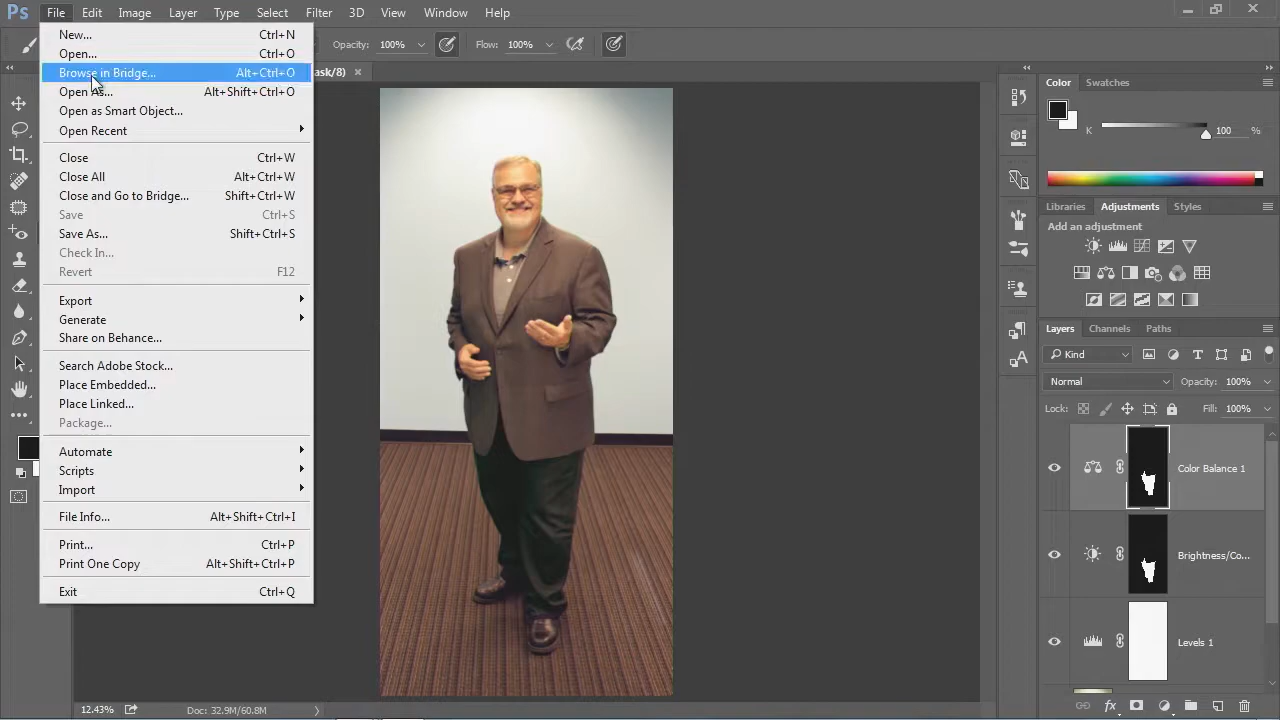 Ps File Edit Image Layer Type Select Filter 3D View Window Help
Opacity: 100% Flow: 100%
ask/8) ×
New... Ctrl+N
Open... Ctrl+O
Browse in Bridge... Alt+Ctrl+O
Open As... Alt+Shift+Ctrl+O
Open as Smart Object...
Open Recent
Close Ctrl+W
Close All Alt+Ctrl+W
Close and Go to Bridge... Shift+Ctrl+W
Save Ctrl+S
Save As... Shift+Ctrl+S
Check In...
Revert F12
Export
Generate
Share on Behance...
Search Adobe Stock...
Place Embedded...
Place Linked...
Package...
Automate
Scripts
Import
File Info... Alt+Shift+Ctrl+I
Print... Ctrl+P
Print One Copy Alt+Shift+Ctrl+P
Exit Ctrl+Q
12.43% Doc: 32.9M/60.8M
Color Swatches
K 100 %
Libraries Adjustments Styles
Add an adjustment
Layers Channels Paths
Kind
Normal Opacity: 100%
Lock: Fill: 100%
Color Balance 1
Brightness/Co...
Levels 1
fx